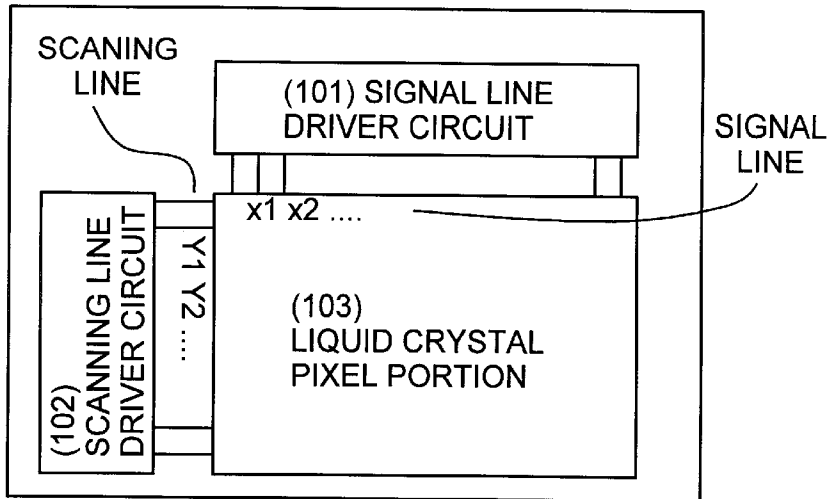 SCANING
LINE
(101) SIGNAL LINE
DRIVER CIRCUIT
SIGNAL
LINE
x1 x2 ....
(102)
SCANNING LINE
DRIVER CIRCUIT
Y1 Y2 ....
(103)
LIQUID CRYSTAL
PIXEL PORTION